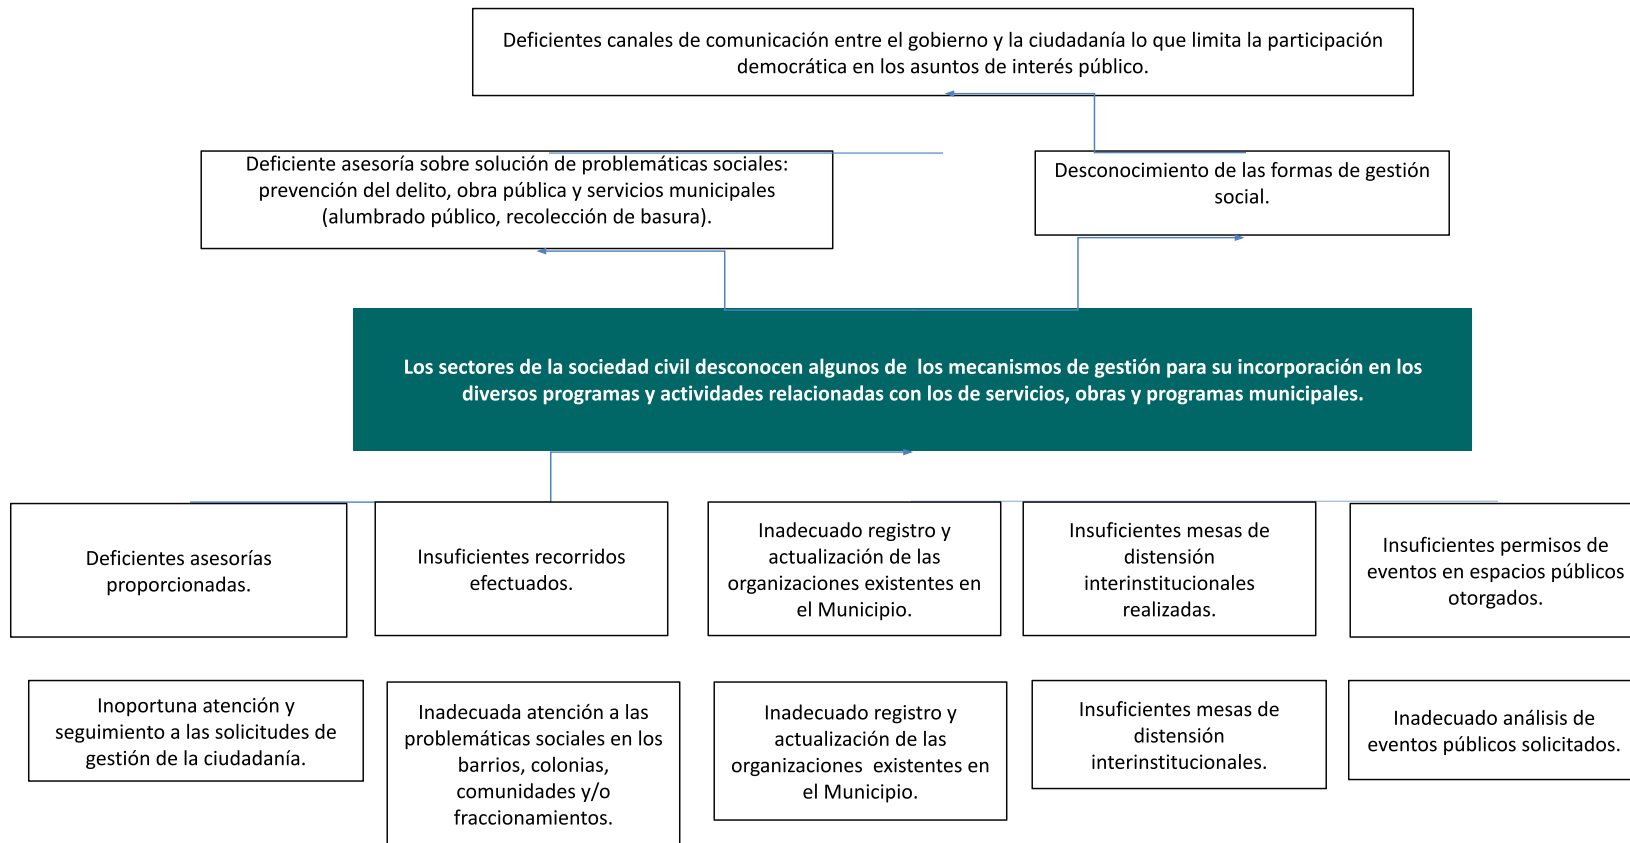 Deficientes canales de comunicación entre el gobierno y la ciudadanía lo que limita la participación
democrática en los asuntos de interés público.
Deficiente asesoría sobre solución de problemáticas sociales:
prevención del delito, obra pública y servicios municipales
(alumbrado público, recolección de basura).
Desconocimiento de las formas de gestión
social.
Los sectores de la sociedad civil desconocen algunos de  los mecanismos de gestión para su incorporación en los
diversos programas y actividades relacionadas con los de servicios, obras y programas municipales.
Deficientes asesorías
proporcionadas.
Insuficientes recorridos
efectuados.
Inadecuado registro y
actualización de las
organizaciones existentes en
el Municipio.
Insuficientes mesas de
distensión
interinstitucionales
realizadas.
Insuficientes permisos de
eventos en espacios públicos
otorgados.
Inoportuna atención y
seguimiento a las solicitudes de
gestión de la ciudadanía.
Inadecuada atención a las
problemáticas sociales en los
barrios, colonias,
comunidades y/o
fraccionamientos.
Inadecuado registro y
actualización de las
organizaciones  existentes en
el Municipio.
Insuficientes mesas de
distensión
interinstitucionales.
Inadecuado análisis de
eventos públicos solicitados.